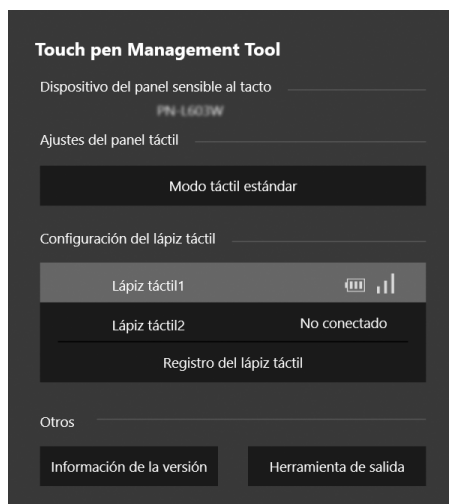 Touch pen Management Tool
Dispositivo del panel sensible al tacto
PN-L603W
Ajustes del panel táctil
Modo táctil estándar
Configuración del lápiz táctil
Lápiz táctil1
Lápiz táctil2 No conectado
Registro del lápiz táctil
Otros
Información de la versión Herramienta de salida